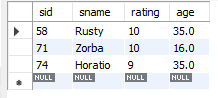 sid sname rating age
58 Rusty 10 35.0
71 Zorba 10 16.0
74 Horatio 9 35.0
NULL NULL NULL NULL